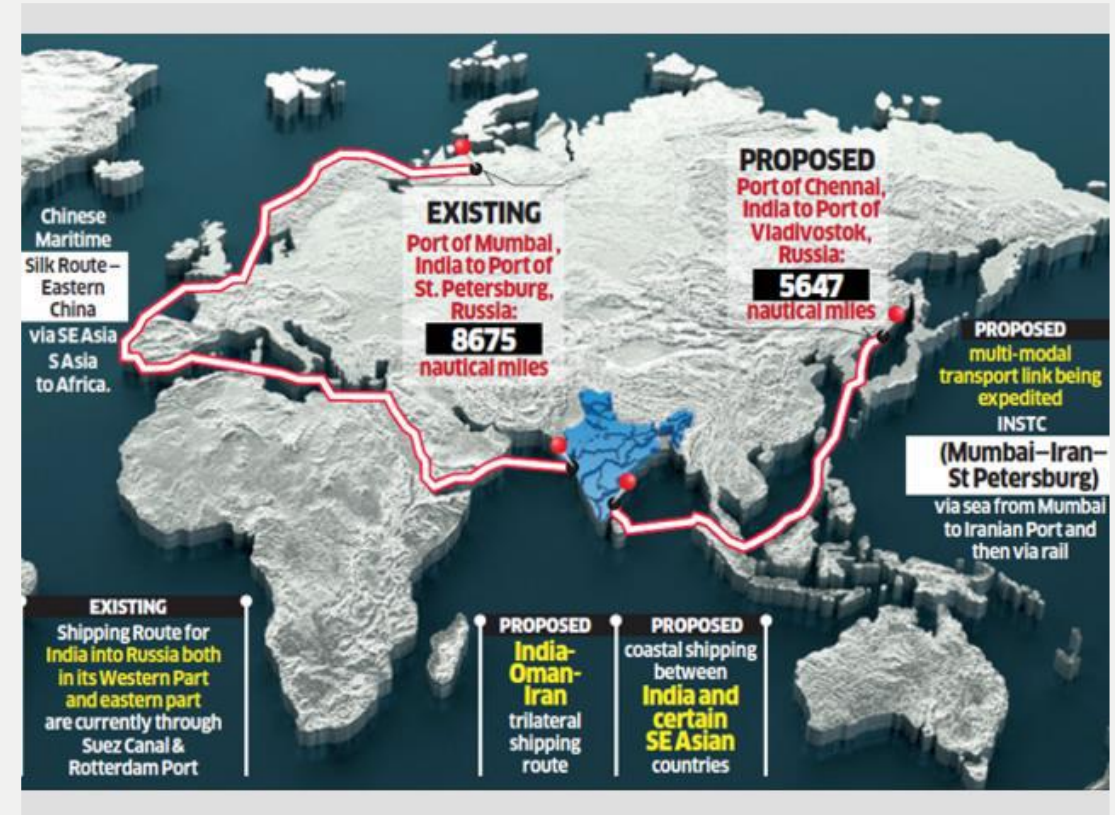 Chinese
Maritime
Silk Route –
Eastern
China
via SE Asia
S Asia
to Africa.
EXISTING
Port of Mumbai,
India to Port of
St. Petersburg,
Russia:
8675
nautical miles
PROPOSED
Port of Chennai,
India to Port of
Vladivostok,
Russia:
5647
nautical miles
PROPOSED
multi-modal
transport link being
expedited
INSTC
(Mumbai–Iran–
St Petersburg)
via sea from Mumbai
to Iranian Port and
then via rail
EXISTING
Shipping Route for
India into Russia both
in its Western Part
and eastern part
are currently through
Suez Canal &
Rotterdam Port
PROPOSED
India-
Oman-
Iran
trilateral
shipping
route
PROPOSED
coastal shipping
between
India and
certain
SE Asian
countries